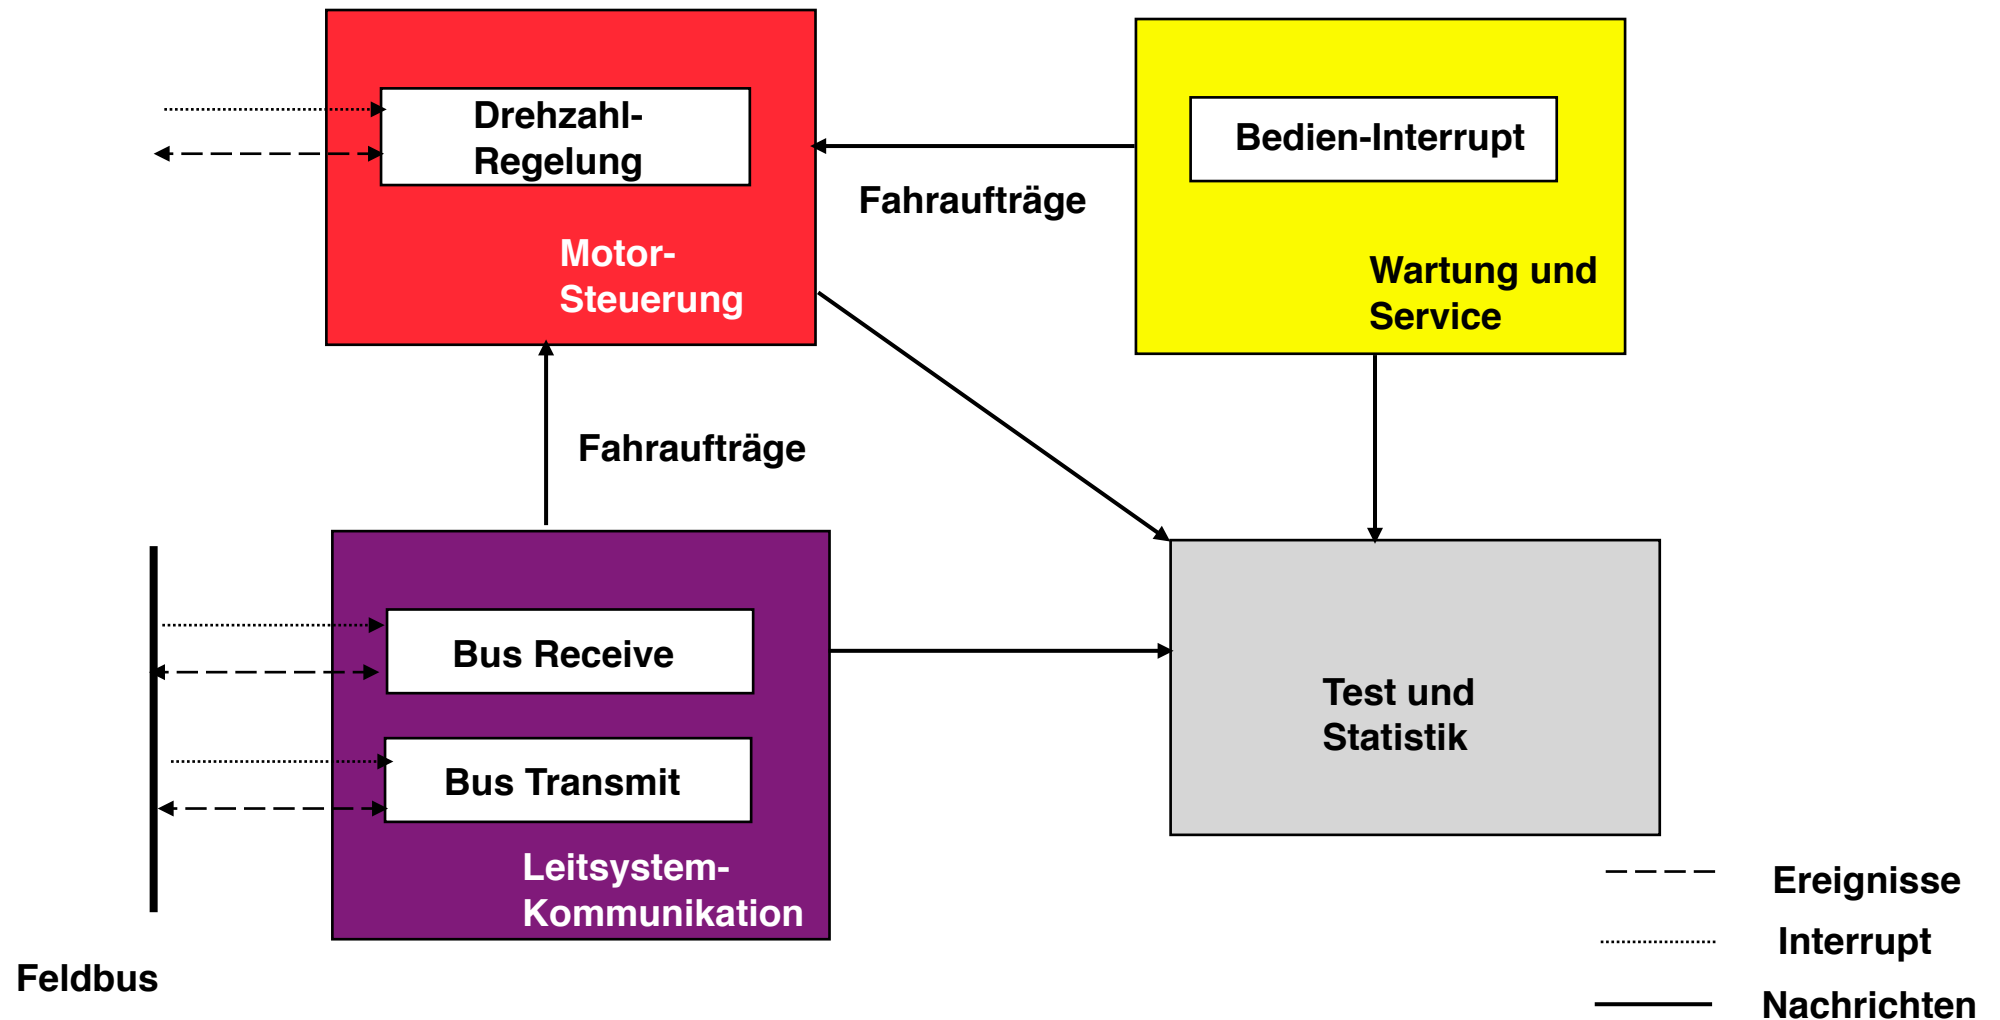 Drehzahl-
Regelung
Motor-
Steuerung
Fahraufträge
Bedien-Interrupt
Wartung und
Service
Fahraufträge
Bus Receive
Bus Transmit
Leitsystem-
Kommunikation
Test und
Statistik
Feldbus
Ereignisse
Interrupt
Nachrichten